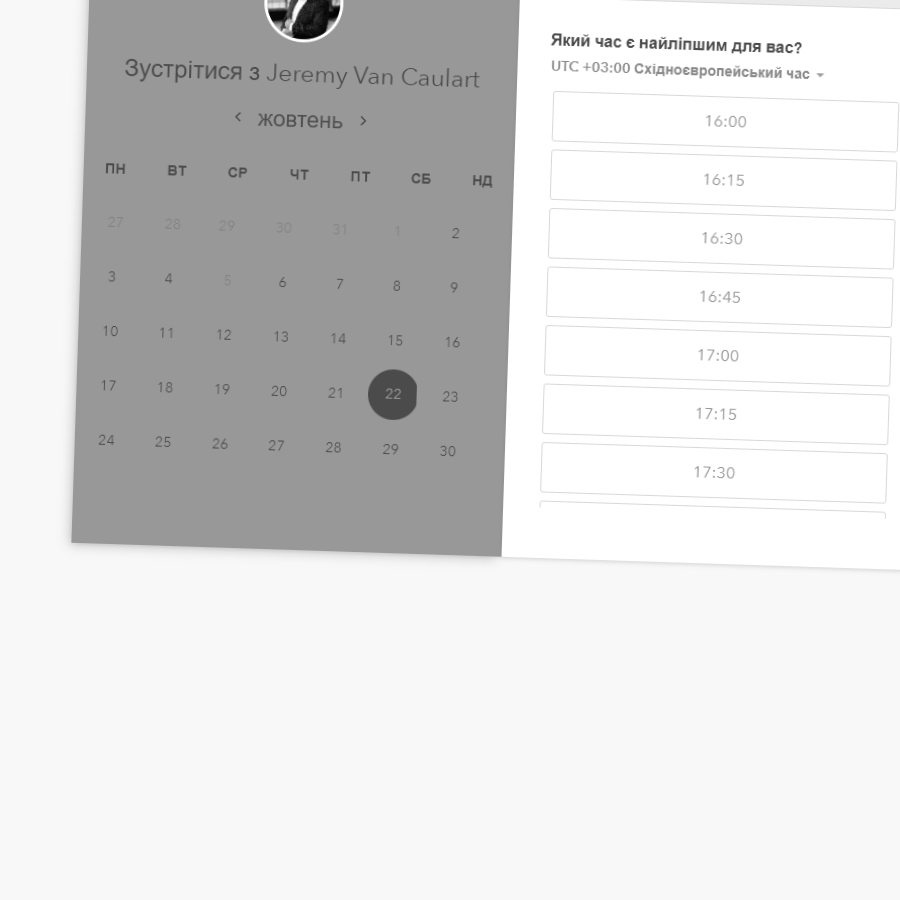 Зустрітися з Jeremy Van Caulart
‹ жовтень ›
ПН ВТ СР ЧТ ПТ СБ НД
27 28 29 30 31 1 2
3 4 5 6 7 8 9
10 11 12 13 14 15 16
17 18 19 20 21 22 23
24 25 26 27 28 29 30
Який час є найліпшим для вас?
UTC +03:00 Східноєвропейський час
16:00
16:15
16:30
16:45
17:00
17:15
17:30